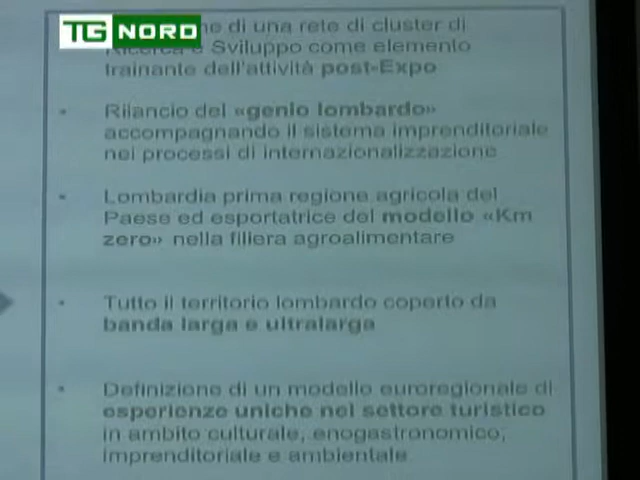 TG NORD
ne di una rete di cluster di
Ricerca e Sviluppo come elemento
trainante dell'attività post-Expo
• Rilancio del «genio lombardo»
accompagnando il sistema imprenditoriale
nei processi di internazionalizzazione
• Lombardia prima regione agricola del
Paese ed esportatrice del modello «Km
zero» nella filiera agroalimentare
• Tutto il territorio lombardo coperto da
banda larga e ultralarga
• Definizione di un modello euroregionale di
esperienze uniche nel settore turistico
in ambito culturale, enogastronomico,
imprenditoriale e ambientale